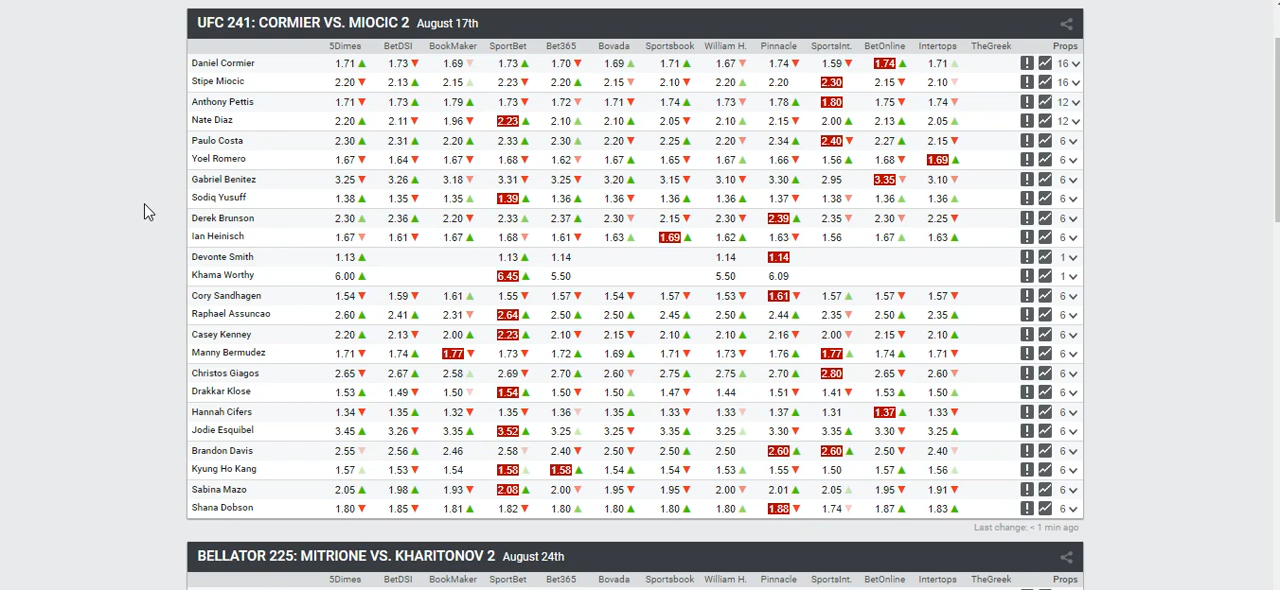 UFC 241: CORMIER VS. MIOCIC 2 August 17th
5Dimes BetDSI BookMaker SportBet Bet365 Bovada Sportsbook William H. Pinnacle SportsInt. BetOnline Intertops TheGreek Props
Daniel Cormier 1.71▲ 1.73▼ 1.69▼ 1.73▲ 1.70▼ 1.69▲ 1.71▲ 1.67▼ 1.74▼ 1.59▼ 1.74▲ 1.71▲ 16
Stipe Miocic 2.20▼ 2.13▲ 2.15▲ 2.23▼ 2.20▲ 2.15▼ 2.10▼ 2.20▲ 2.20 2.30 2.15▼ 2.10▼ 16
Anthony Pettis 1.71▼ 1.73▲ 1.79▲ 1.73▼ 1.72▼ 1.71▼ 1.74▲ 1.73▼ 1.78▲ 1.80 1.75▼ 1.74▼ 12
Nate Diaz 2.20▲ 2.11▼ 1.96▼ 2.23▲ 2.10▲ 2.10▲ 2.05▼ 2.10▲ 2.15▼ 2.00▲ 2.13▲ 2.05▲ 12
Paulo Costa 2.30▲ 2.31▲ 2.20▲ 2.33▲ 2.30▲ 2.20▼ 2.25▲ 2.20▼ 2.34▲ 2.40▼ 2.27▲ 2.15▼ 6
Yoel Romero 1.67▼ 1.64▼ 1.67▼ 1.68▼ 1.62▼ 1.67▲ 1.65▼ 1.67▲ 1.66▼ 1.56▲ 1.68▼ 1.69▲ 6
Gabriel Benitez 3.25▼ 3.26▲ 3.18▼ 3.31▼ 3.25▼ 3.20▲ 3.15▼ 3.10▼ 3.30▲ 2.95 3.35▼ 3.10▼ 6
Sodiq Yusuff 1.38▲ 1.35▼ 1.35▲ 1.39▲ 1.36▲ 1.36▼ 1.36▲ 1.36▲ 1.37▼ 1.38▼ 1.36▲ 1.36▲ 6
Derek Brunson 2.30▲ 2.36▲ 2.20▼ 2.33▲ 2.37▲ 2.30▼ 2.15▼ 2.30▼ 2.39▲ 2.35▼ 2.30▼ 2.25▼ 6
Ian Heinisch 1.67▼ 1.61▼ 1.67▲ 1.68▼ 1.61▼ 1.63▲ 1.69▲ 1.62▲ 1.63▼ 1.56 1.67▲ 1.63▲ 6
Devonte Smith 1.13▲ 1.13▲ 1.14 1.14 1.14 1
Khama Worthy 6.00▲ 6.45▲ 5.50 5.50 6.09 1
Cory Sandhagen 1.54▼ 1.59▼ 1.61▲ 1.55▼ 1.57▼ 1.54▼ 1.57▼ 1.53▼ 1.61▼ 1.57▲ 1.57▼ 1.57▼ 6
Raphael Assuncao 2.60▲ 2.41▲ 2.31▼ 2.64▲ 2.50▲ 2.50▲ 2.45▲ 2.50▲ 2.44▲ 2.35▼ 2.50▲ 2.35▲ 6
Casey Kenney 2.20▲ 2.13▼ 2.00▲ 2.23▲ 2.10▼ 2.15▼ 2.10▲ 2.10▲ 2.16▼ 2.00▼ 2.15▼ 2.10▲ 6
Manny Bermudez 1.71▼ 1.74▲ 1.77▼ 1.73▼ 1.72▲ 1.69▲ 1.71▼ 1.73▼ 1.76▲ 1.77▲ 1.74▲ 1.71▼ 6
Christos Giagos 2.65▼ 2.67▲ 2.58▲ 2.69▼ 2.70▲ 2.60▼ 2.75▲ 2.75▲ 2.70▲ 2.80 2.65▼ 2.60▼ 6
Drakkar Klose 1.53▲ 1.49▼ 1.50▼ 1.54▲ 1.50▼ 1.50▲ 1.47▼ 1.44 1.51▼ 1.41▼ 1.53▲ 1.50▲ 6
Hannah Cifers 1.34▼ 1.35▲ 1.32▼ 1.35▼ 1.36▼ 1.35▲ 1.33▼ 1.33▼ 1.37▲ 1.31 1.37▲ 1.33▼ 6
Jodie Esquibel 3.45▲ 3.26▼ 3.35▲ 3.52▲ 3.25▲ 3.25▼ 3.35▲ 3.25▲ 3.30▼ 3.35▲ 3.30▼ 3.25▲ 6
Brandon Davis 2.55▼ 2.56▲ 2.46 2.58▼ 2.40▼ 2.50▼ 2.50▲ 2.50 2.60▲ 2.60▲ 2.50▼ 2.40▼ 6
Kyung Ho Kang 1.57▲ 1.53▼ 1.54 1.58▲ 1.58▲ 1.54▲ 1.54▼ 1.53▲ 1.55▼ 1.50 1.57▲ 1.56▲ 6
Sabina Mazo 2.05▲ 1.98▲ 1.93▼ 2.08▲ 2.00▼ 1.95▼ 1.95▼ 2.00▼ 2.01▲ 2.05▲ 1.95▼ 1.91▼ 6
Shana Dobson 1.80▼ 1.85▼ 1.81▲ 1.82▼ 1.80▲ 1.80▲ 1.80▲ 1.80▲ 1.88▼ 1.74▼ 1.87▲ 1.83▲ 6
Last change: < 1 min ago
BELLATOR 225: MITRIONE VS. KHARITONOV 2 August 24th
5Dimes BetDSI BookMaker SportBet Bet365 Bovada Sportsbook William H. Pinnacle SportsInt. BetOnline Intertops TheGreek Props